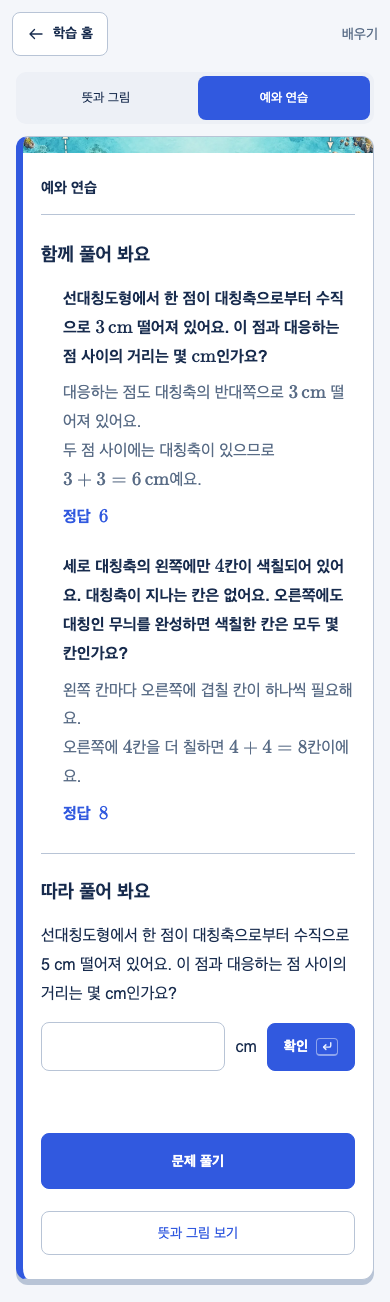 ← 학습 홈
배우기
뜻과 그림
예와 연습
예와 연습
함께 풀어 봐요
선대칭도형에서 한 점이 대칭축으로부터 수직
으로 3 cm 떨어져 있어요. 이 점과 대응하는
점 사이의 거리는 몇 cm인가요?
대응하는 점도 대칭축의 반대쪽으로 3 cm 떨
어져 있어요.
두 점 사이에는 대칭축이 있으므로
3 + 3 = 6 cm예요.
정답 6
세로 대칭축의 왼쪽에만 4칸이 색칠되어 있어
요. 대칭축이 지나는 칸은 없어요. 오른쪽에도
대칭인 무늬를 완성하면 색칠한 칸은 모두 몇
칸인가요?
왼쪽 칸마다 오른쪽에 겹칠 칸이 하나씩 필요해
요.
오른쪽에 4칸을 더 칠하면 4 + 4 = 8칸이에
요.
정답 8
따라 풀어 봐요
선대칭도형에서 한 점이 대칭축으로부터 수직으로
5 cm 떨어져 있어요. 이 점과 대응하는 점 사이의
거리는 몇 cm인가요?
cm
확인 ↵
문제 풀기
뜻과 그림 보기